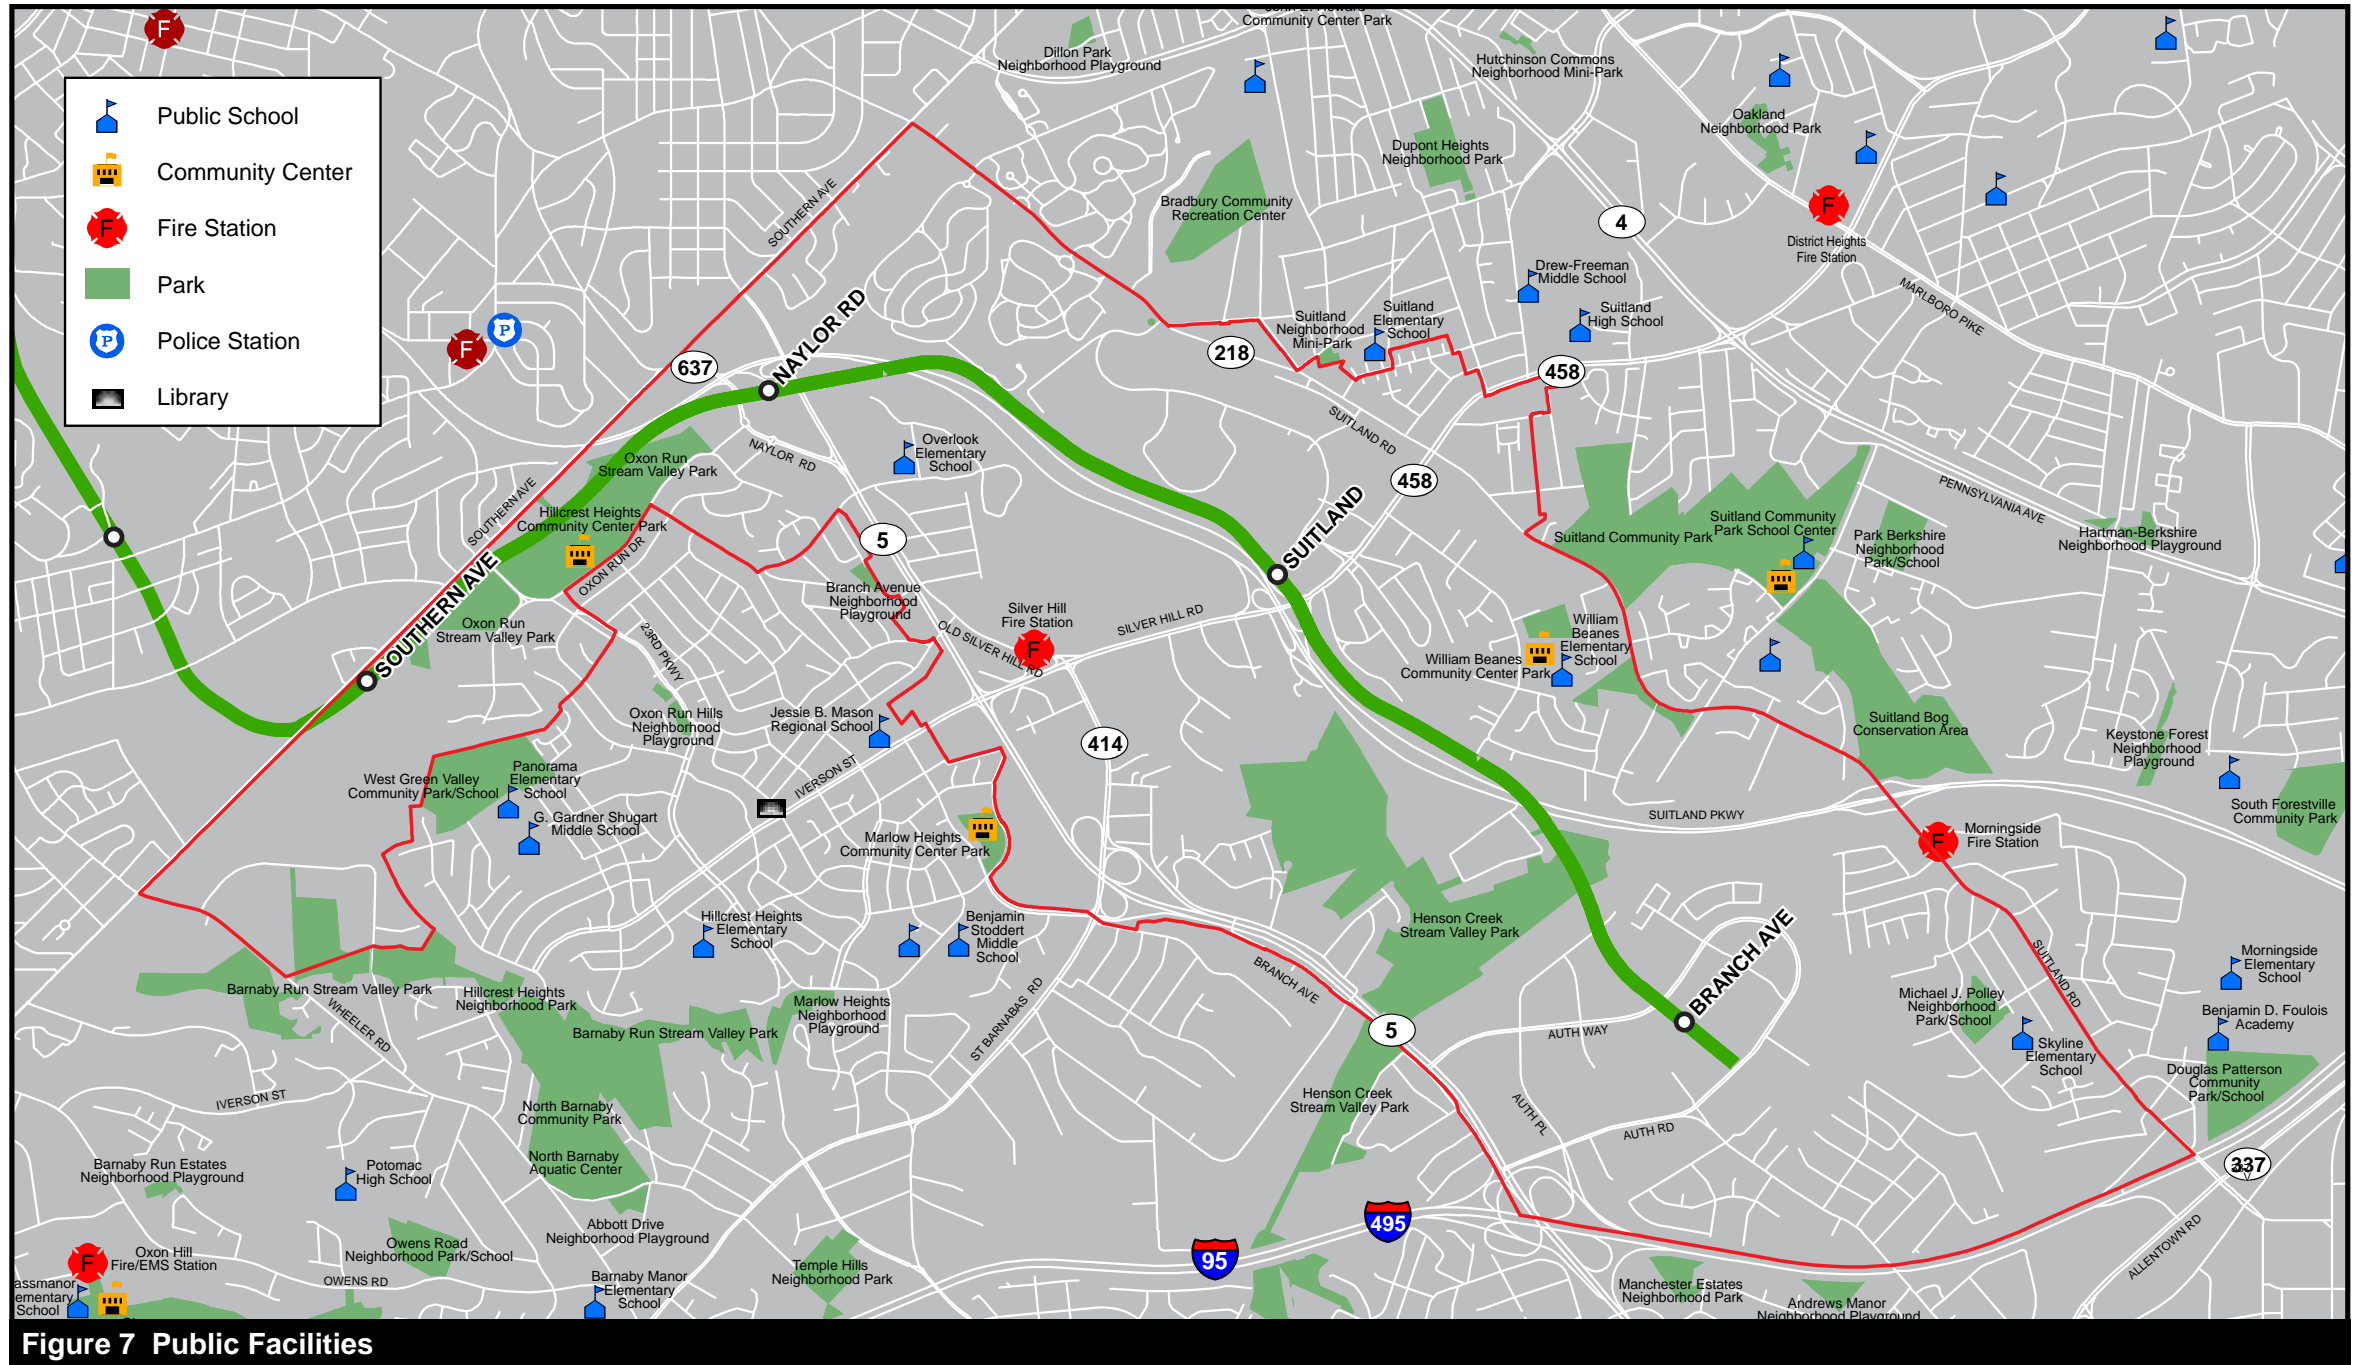 John E. Howard
Community Center Park
Dillon Park
Neighborhood Playground
Hutchinson Commons
Neighborhood Mini-Park
Oakland
Neighborhood Park
F
Public School
Community Center
F
Fire Station
Park
P
Police Station
Library
Dupont Heights
Neighborhood Park
Bradbury Community
Recreation Center
SOUTHERN AVE
4
F
District Heights
Fire Station
MARLBORO PIKE
Drew-Freeman
Middle School
Suitland
High School
Suitland
Elementary
School
Suitland
Neighborhood
Mini-Park
218
458
F
P
637
NAYLOR RD
SUITLAND RD
458
NAYLOR RD
Overlook
Elementary
School
Oxon Run
Stream Valley Park
SOUTHERN AVE
Hillcrest Heights
Community Center Park
OXON RUN DR
5
SUITLAND
PENNSYLVANIA AVE
Suitland Community Park
Suitland Community
Park School Center
Park Berkshire
Neighborhood
Park/School
Hartman-Berkshire
Neighborhood Playground
SOUTHERN AVE
Oxon Run
Stream Valley Park
23RD PKWY
Branch Avenue
Neighborhood
Playground
OLD SILVER HILL RD
Silver Hill
Fire Station
F
SILVER HILL RD
William
Beanes
Elementary
School
William Beanes
Community Center Park
Oxon Run Hills
Neighborhood
Playground
Jessie B. Mason
Regional School
414
Suitland Bog
Conservation Area
Keystone Forest
Neighborhood
Playground
West Green Valley
Community Park/School
Panorama
Elementary
School
G. Gardner Shugart
Middle School
IVERSON ST
Marlow Heights
Community Center Park
SUITLAND PKWY
F
Morningside
Fire Station
South Forestville
Community Park
Hillcrest Heights
Elementary
School
Benjamin
Stoddert
Middle
School
Henson Creek
Stream Valley Park
BRANCH AVE
BRANCH AVE
SUITLAND RD
Morningside
Elementary
School
Barnaby Run Stream Valley Park
WHEELER RD
Hillcrest Heights
Neighborhood Park
Barnaby Run Stream Valley Park
Marlow Heights
Neighborhood
Playground
ST BARNABAS RD
5
AUTH WAY
Michael J. Polley
Neighborhood
Park/School
Skyline
Elementary
School
Benjamin D. Foulois
Academy
Douglas Patterson
Community
Park/School
IVERSON ST
North Barnaby
Community Park
North Barnaby
Aquatic Center
Henson Creek
Stream Valley Park
AUTH PL
AUTH RD
337
Barnaby Run Estates
Neighborhood Playground
Potomac
High School
Abbott Drive
Neighborhood Playground
495
95
ALLENTOWN RD
F
Oxon Hill
Fire/EMS Station
Owens Road
Neighborhood Park/School
OWENS RD
Temple Hills
Neighborhood Park
Barnaby Manor
Elementary
School
assmanor
ementary
School
Manchester Estates
Neighborhood Park
Andrews Manor
Neighborhood Playground
Figure 7 Public Facilities